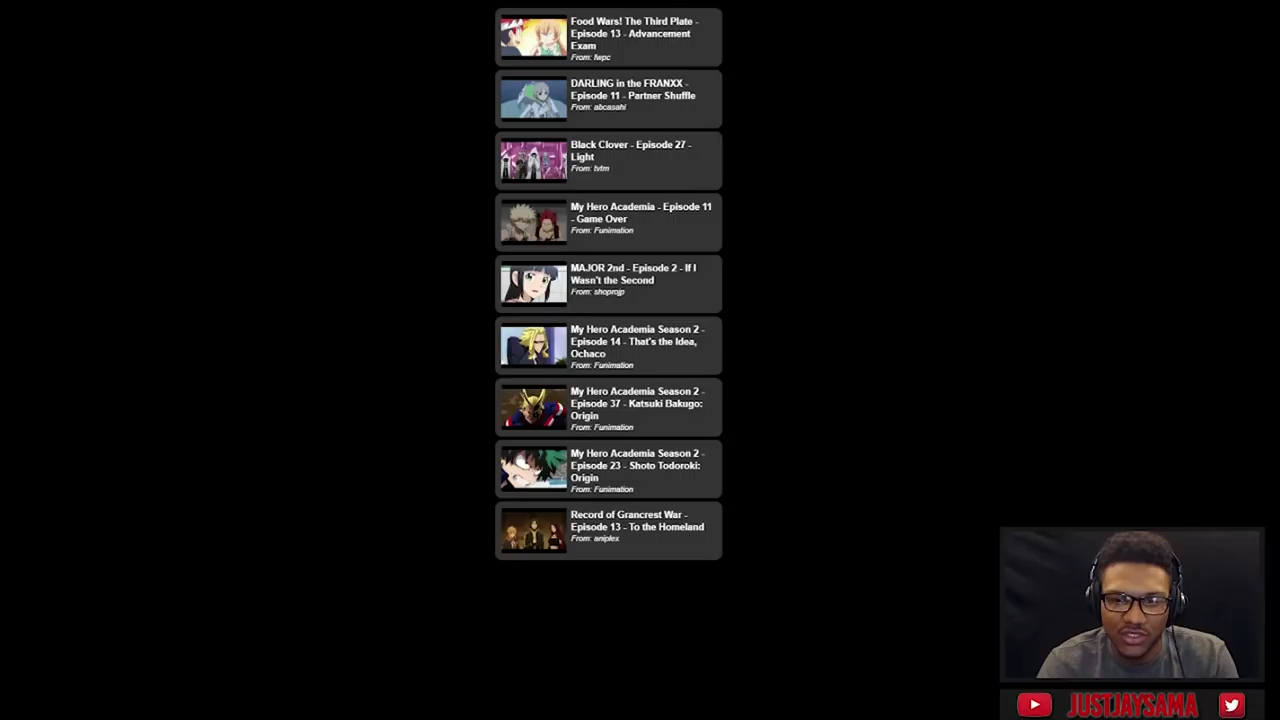 Food Wars! The Third Plate -
Episode 13 - Advancement
Exam
From: fwpc
DARLING in the FRANXX -
Episode 11 - Partner Shuffle
From: abcasahi
Black Clover - Episode 27 -
Light
From: tvtm
My Hero Academia - Episode 11
- Game Over
From: Funimation
MAJOR 2nd - Episode 2 - If I
Wasn't the Second
From: shoprojp
My Hero Academia Season 2 -
Episode 14 - That's the Idea,
Ochaco
From: Funimation
My Hero Academia Season 2 -
Episode 37 - Katsuki Bakugo:
Origin
From: Funimation
My Hero Academia Season 2 -
Episode 23 - Shoto Todoroki:
Origin
From: Funimation
Record of Grancrest War -
Episode 13 - To the Homeland
From: aniplex
JUSTJAYSAMA